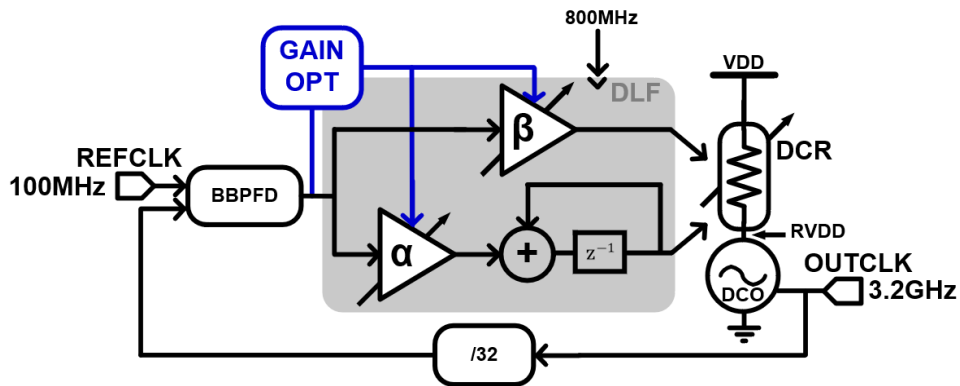 800MHz
GAIN
OPT
VDD
DLF
β
DCR
REFCLK
100MHz
BBPFD
RVDD
α
+
z⁻¹
OUTCLK
3.2GHz
DCO
/32